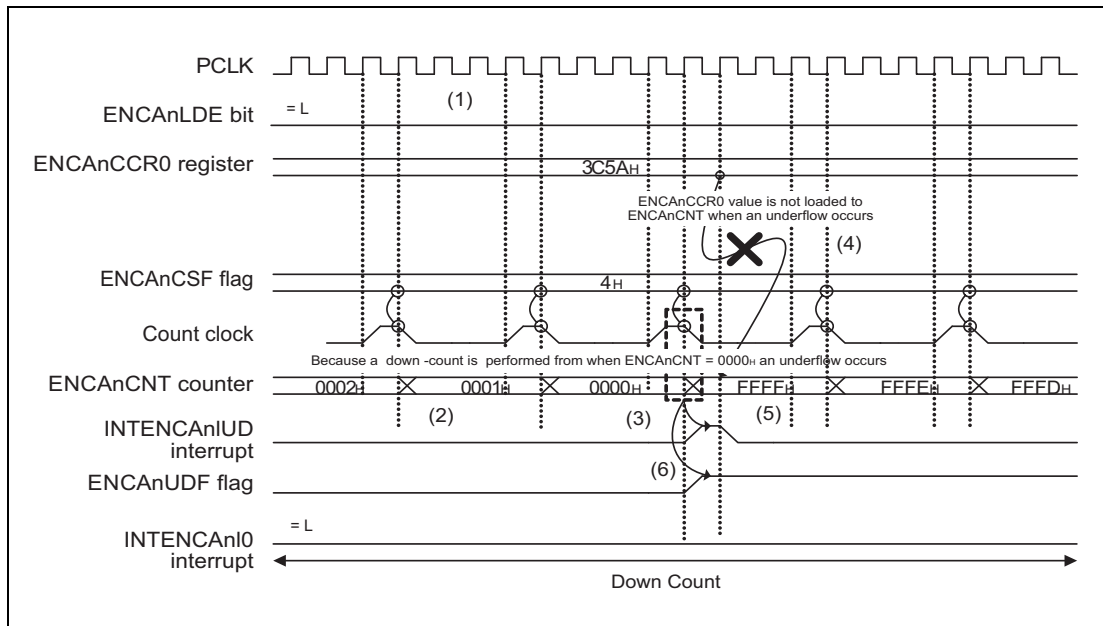 PCLK
(1)
ENCAnLDE bit
= L
ENCAnCCR0 register
3C5AH
ENCAnCCR0 value is not loaded to
ENCAnCNT when an underflow occurs
(4)
ENCAnCSF flag
4H
Count clock
Because a down -count is performed from when ENCAnCNT = 0000H an underflow occurs
ENCAnCNT counter
0002H 0001H 0000H FFFFH FFFEH FFFDH
(2) (3) (5)
INTENCAnIUD
interrupt
(6)
ENCAnUDF flag
= L
INTENCAnI0
interrupt
Down Count